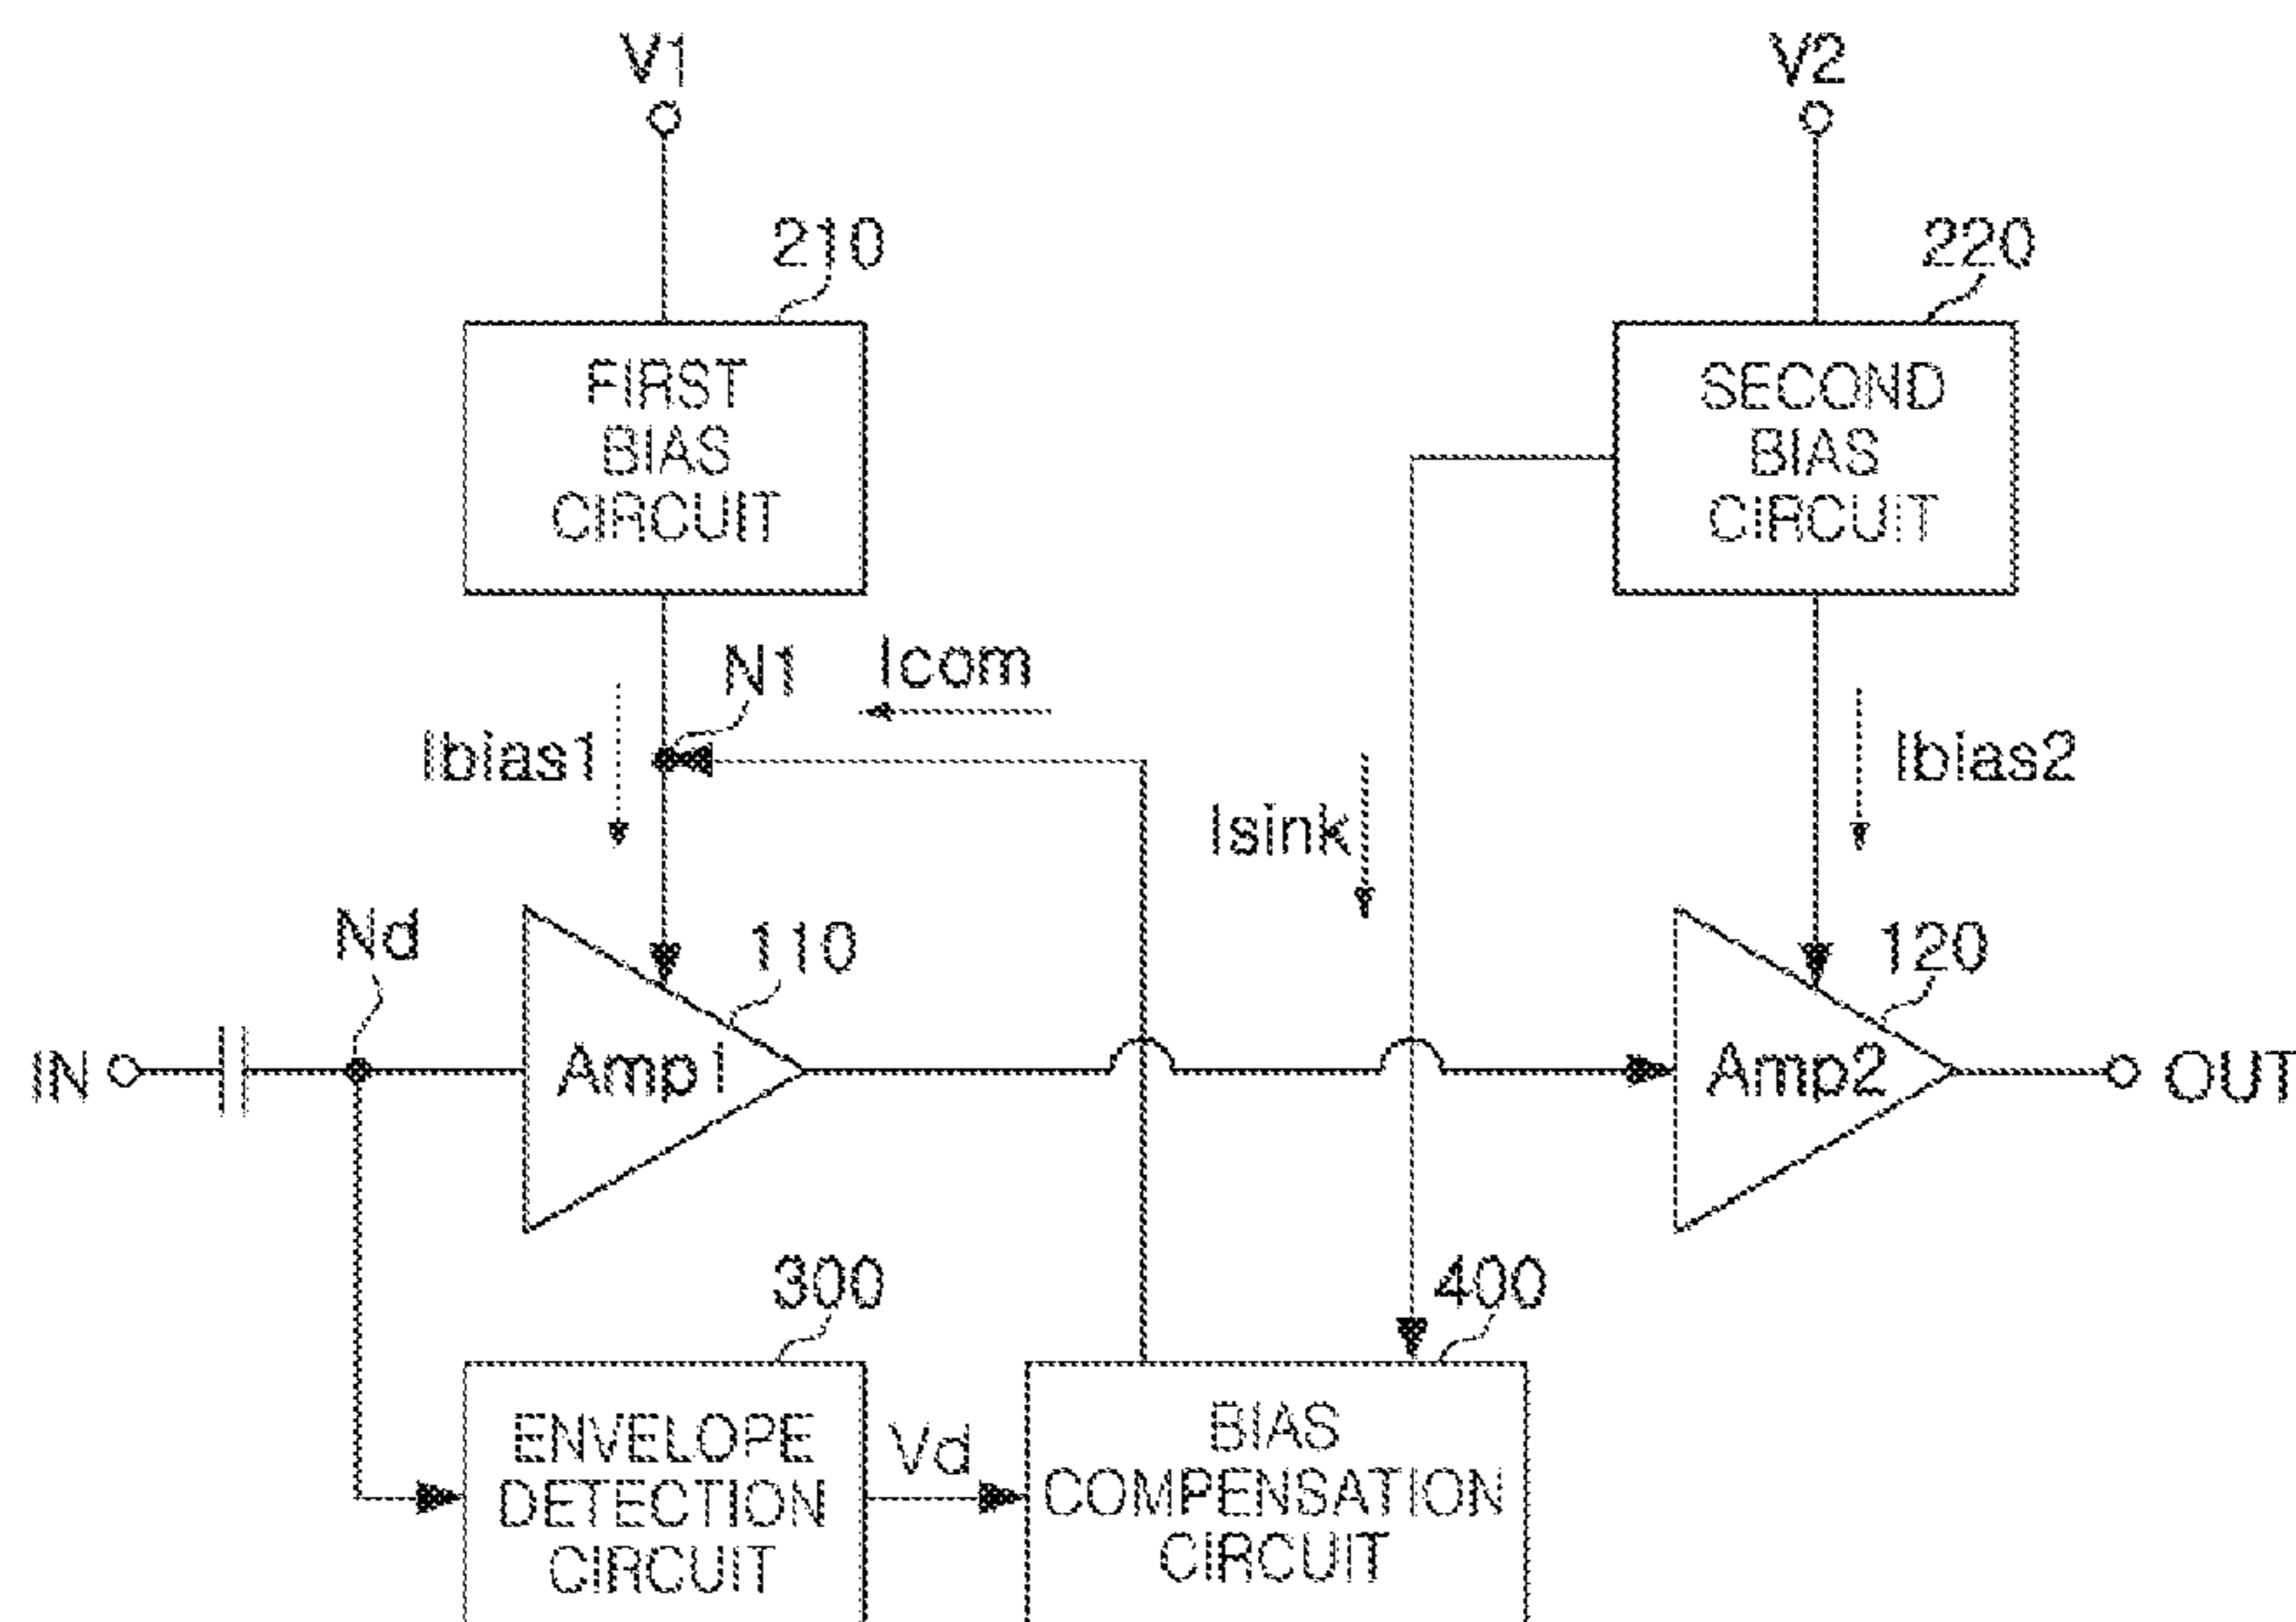 V1
V2
210
220
FIRST
BIAS
CIRCUIT
SECOND
BIAS
CIRCUIT
N1
Icom
Ibias1
Ibias2
Isink
Nd
110
120
IN
Amp1
Amp2
OUT
300
400
ENVELOPE
DETECTION
CIRCUIT
Vd
BIAS
COMPENSATION
CIRCUIT